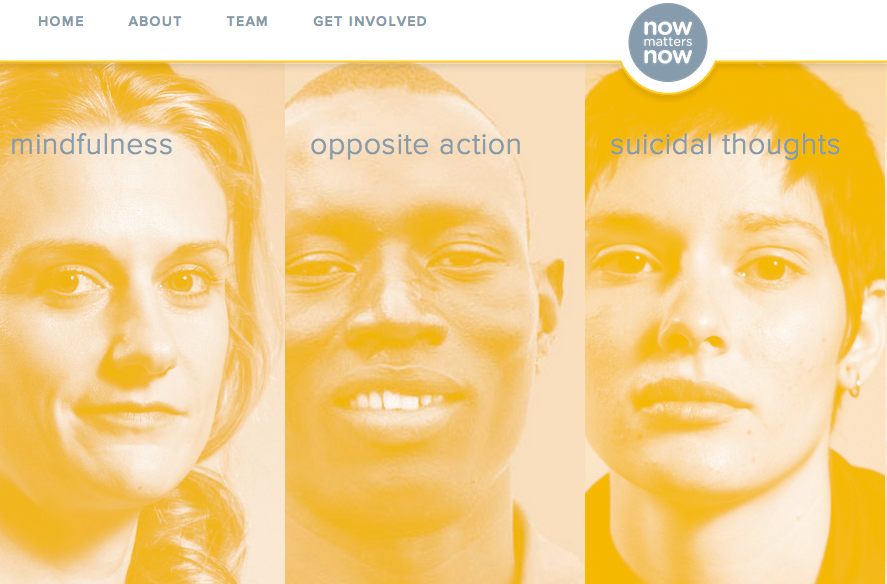 HOME ABOUT TEAM GET INVOLVED
now
matters
now
mindfulness
opposite action
suicidal thoughts